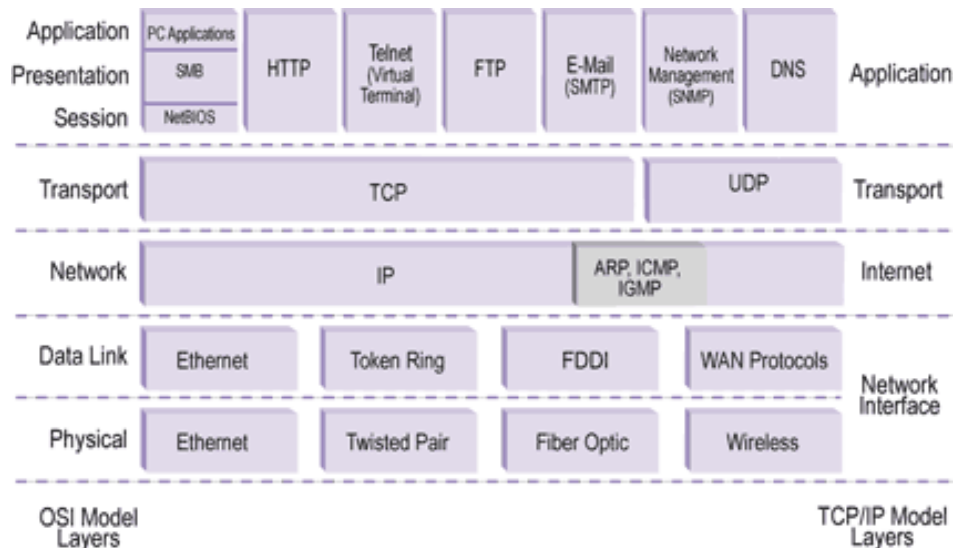 Application
Presentation
Session
PC Applications
SMB
NetBIOS
HTTP
Telnet
(Virtual
Terminal)
FTP
E-Mail
(SMTP)
Network
Management
(SNMP)
DNS
Application
Transport
TCP
UDP
Transport
Network
IP
ARP, ICMP,
IGMP
Internet
Data Link
Ethernet
Token Ring
FDDI
WAN Protocols
Network
Interface
Physical
Ethernet
Twisted Pair
Fiber Optic
Wireless
OSI Model
Layers
TCP/IP Model
Layers